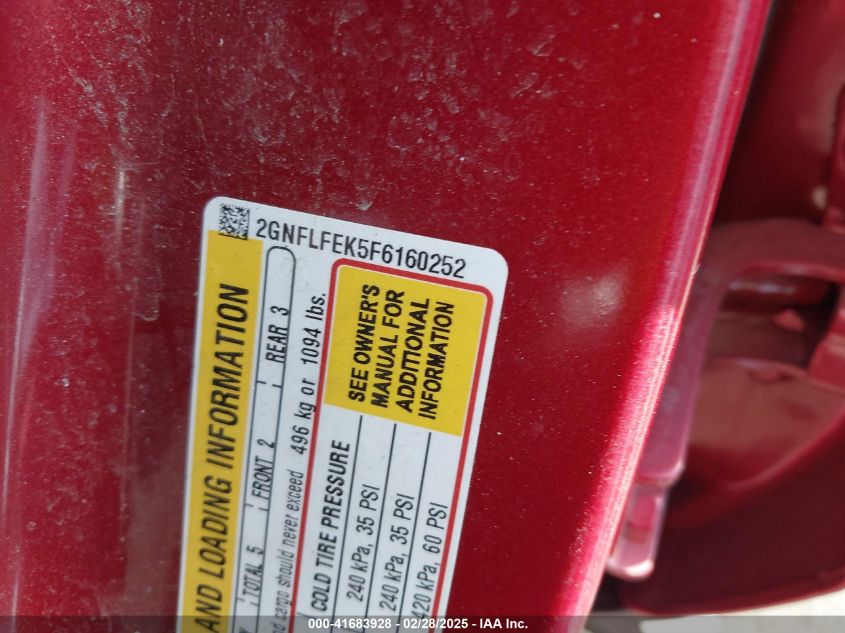 2GNFLFEK5F6160252
AND LOADING INFORMATION
TOTAL 5 FRONT 2 REAR 3
cargo should never exceed 496 kg or 1094 lbs.
COLD TIRE PRESSURE
240 kPa, 35 PSI
240 kPa, 35 PSI
420 kPa, 60 PSI
SEE OWNER'S
MANUAL FOR
ADDITIONAL
INFORMATION
000-41683928 - 02/28/2025 - IAA Inc.